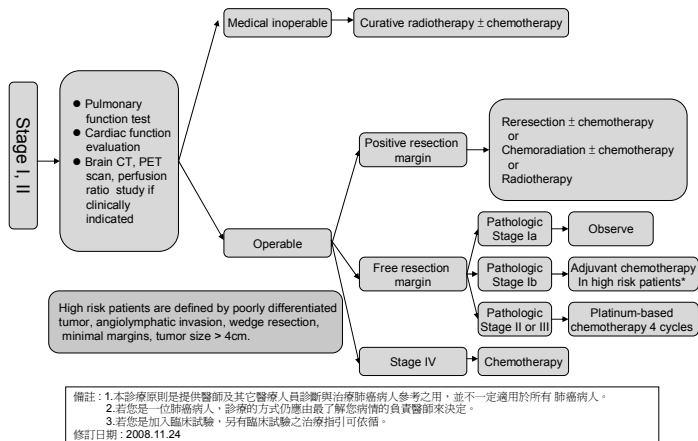 Stage I, II
● Pulmonary
function test
● Cardiac function
evaluation
● Brain CT, PET
scan, perfusion
ratio study if
clinically
indicated
Medical inoperable
Curative radiotherapy ± chemotherapy
Operable
Positive resection
margin
Reresection ± chemotherapy
or
Chemoradiation ± chemotherapy
or
Radiotherapy
Free resection
margin
Pathologic
Stage Ia
Observe
Pathologic
Stage Ib
Adjuvant chemotherapy
In high risk patients*
Pathologic
Stage II or III
Platinum-based
chemotherapy 4 cycles
Stage IV
Chemotherapy
High risk patients are defined by poorly differentiated
tumor, angiolymphatic invasion, wedge resection,
minimal margins, tumor size > 4cm.
備註 : 1.本診療原則是提供醫師及其它醫療人員診斷與治療肺癌病人參考之用，並不一定適用於所有 肺癌病人。
2.若您是一位肺癌病人，診療的方式仍應由最了解您病情的負責醫師來決定。
3.若您是加入臨床試驗，另有臨床試驗之治療指引可依循。
修訂日期 : 2008.11.24